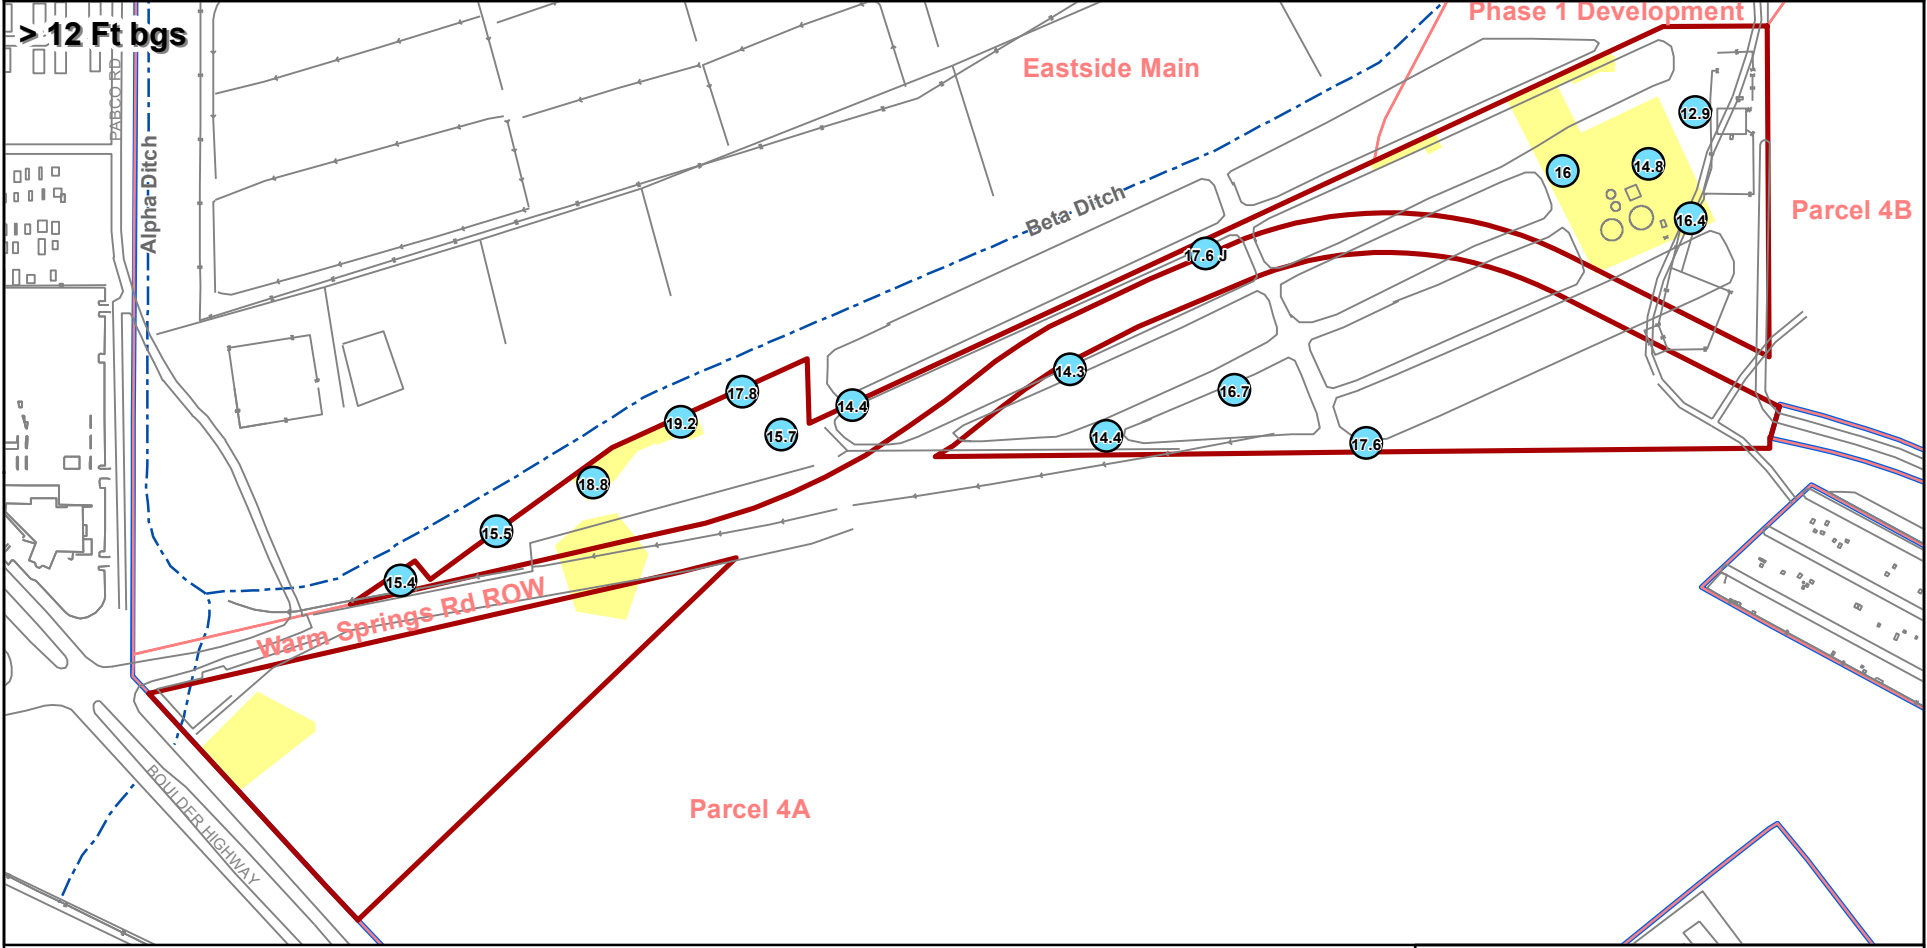 > 12 Ft bgs
Phase 1 Development
Eastside Main
PABCO RD
Alpha Ditch
Beta Ditch
Parcel 4B
12.9
16
14.8
16.4
17.6 J
14.3
16.7
17.8
14.4
19.2
15.7
14.4
17.6
18.8
15.5
15.4
Warm Springs Rd ROW
Parcel 4A
BOULDER HIGHWAY